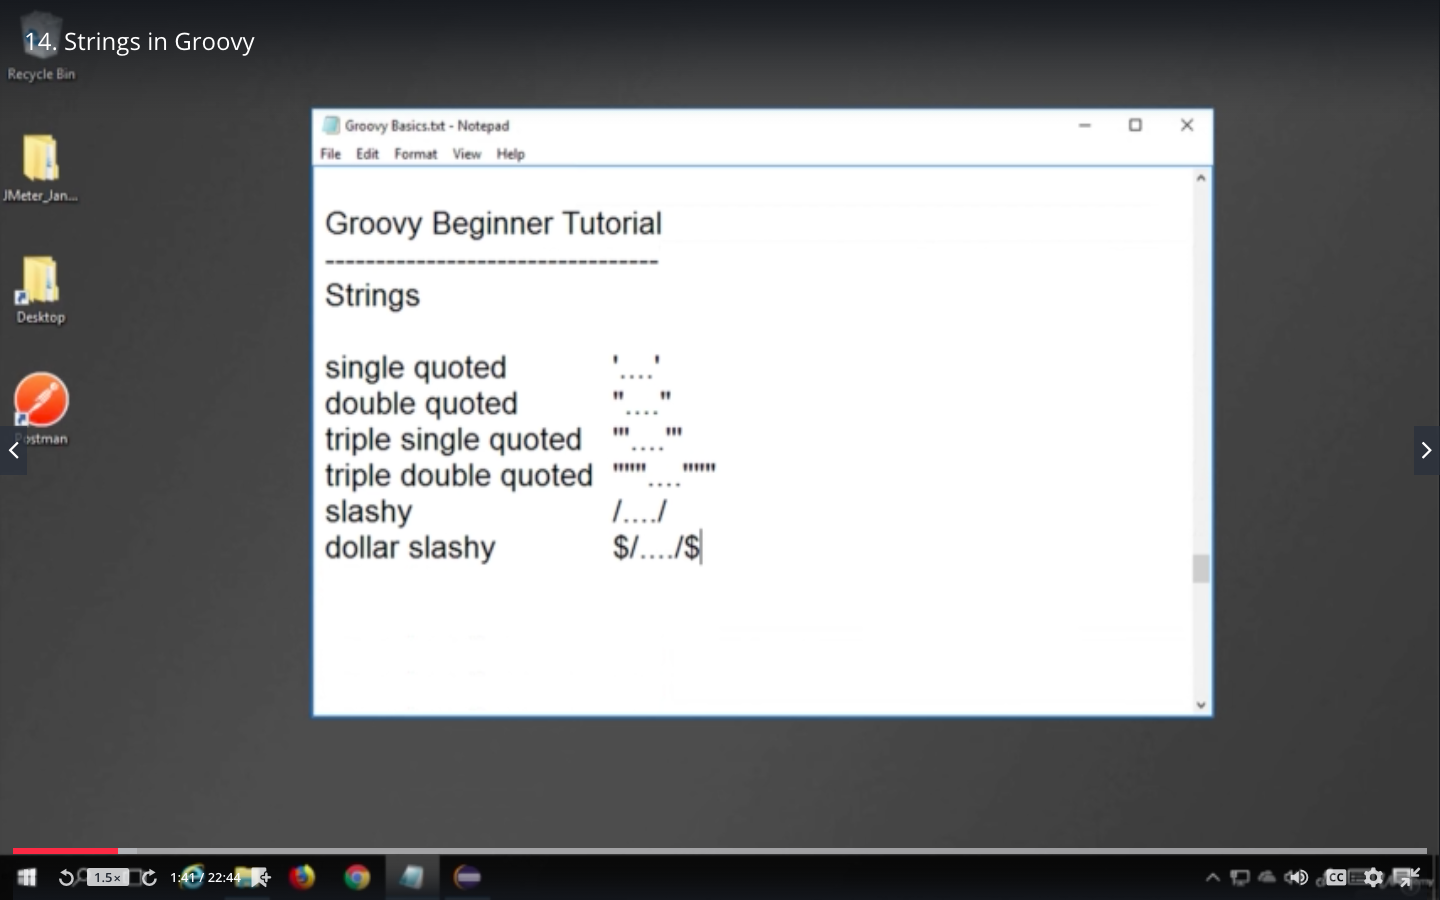 14. Strings in Groovy
Recycle Bin
JMeter_Jan...
Desktop
Postman
Groovy Basics.txt - Notepad
File Edit Format View Help
Groovy Beginner Tutorial
---------------------------------
Strings
single quoted '....'
double quoted "...."
triple single quoted '''....'''
triple double quoted """....""""
slashy /..../
dollar slashy $/..../$
1.5×
1:41 / 22:44
CC